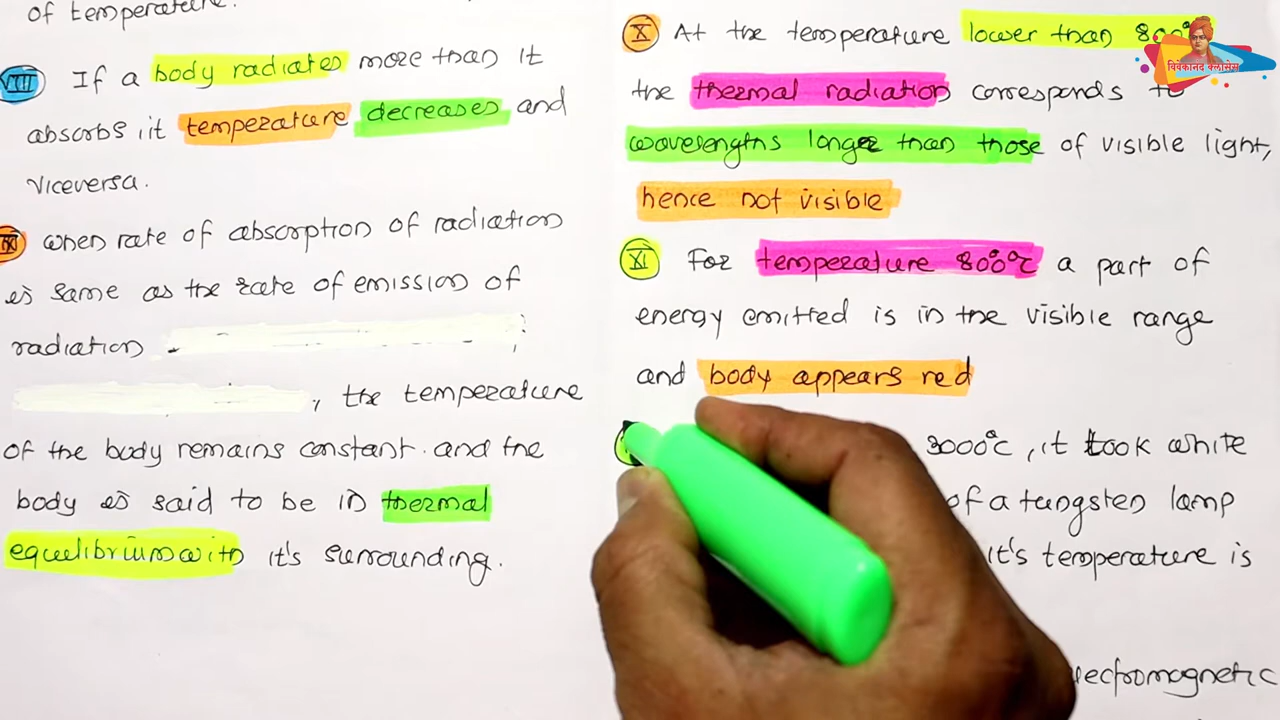 of temperature.
VIII If a body radiates more than it
absorbs, it temperature decreases and
viceversa.
IX when rate of absorption of radiation
is same as the rate of emission of
radiation
, the temperature
of the body remains constant. and the
body is said to be in thermal
equilibrium with it's surrounding.
X At the temperature lower than 800°
the thermal radiation corresponds to
wavelengths longer than those of visible light,
hence not visible
XI For temperature 800°c a part of
energy emitted is in the visible range
and body appears red
3000°c, it took white
of a tungsten lamp
it's temperature is
electromagnetic
विवेकानंद क्लासेस